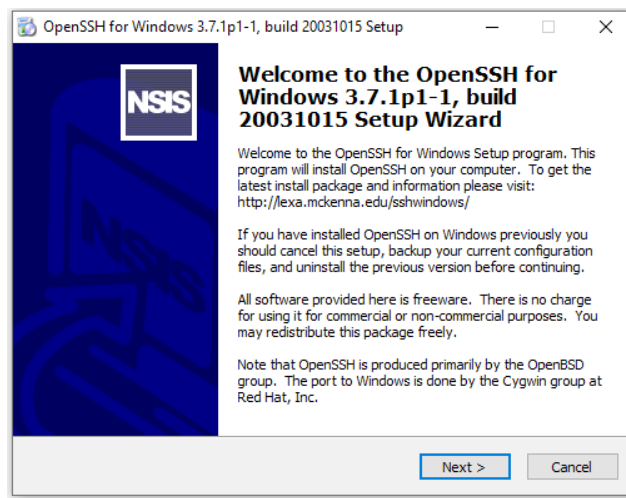 OpenSSH for Windows 3.7.1p1-1, build 20031015 Setup
NSIS
Welcome to the OpenSSH for
Windows 3.7.1p1-1, build
20031015 Setup Wizard
Welcome to the OpenSSH for Windows Setup program. This
program will install OpenSSH on your computer.  To get the
latest install package and information please visit:
http://lexa.mckenna.edu/sshwindows/
If you have installed OpenSSH on Windows previously you
should cancel this setup, backup your current configuration
files, and uninstall the previous version before continuing.
All software provided here is freeware.  There is no charge
for using it for commercial or non-commercial purposes.  You
may redistribute this package freely.
Note that OpenSSH is produced primarily by the OpenBSD
group.  The port to Windows is done by the Cygwin group at
Red Hat, Inc.
NSIS
Next >
Cancel